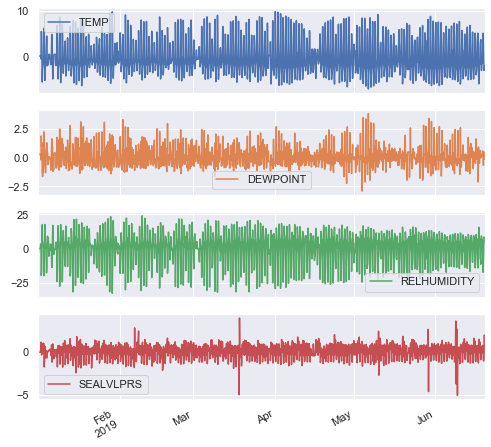 10
TEMP
0
2.5
0.0
DEWPOINT
−2.5
25
0
−25
RELHUMIDITY
0
SEALVLPRS
−5
Feb
2019
Mar
Apr
May
Jun